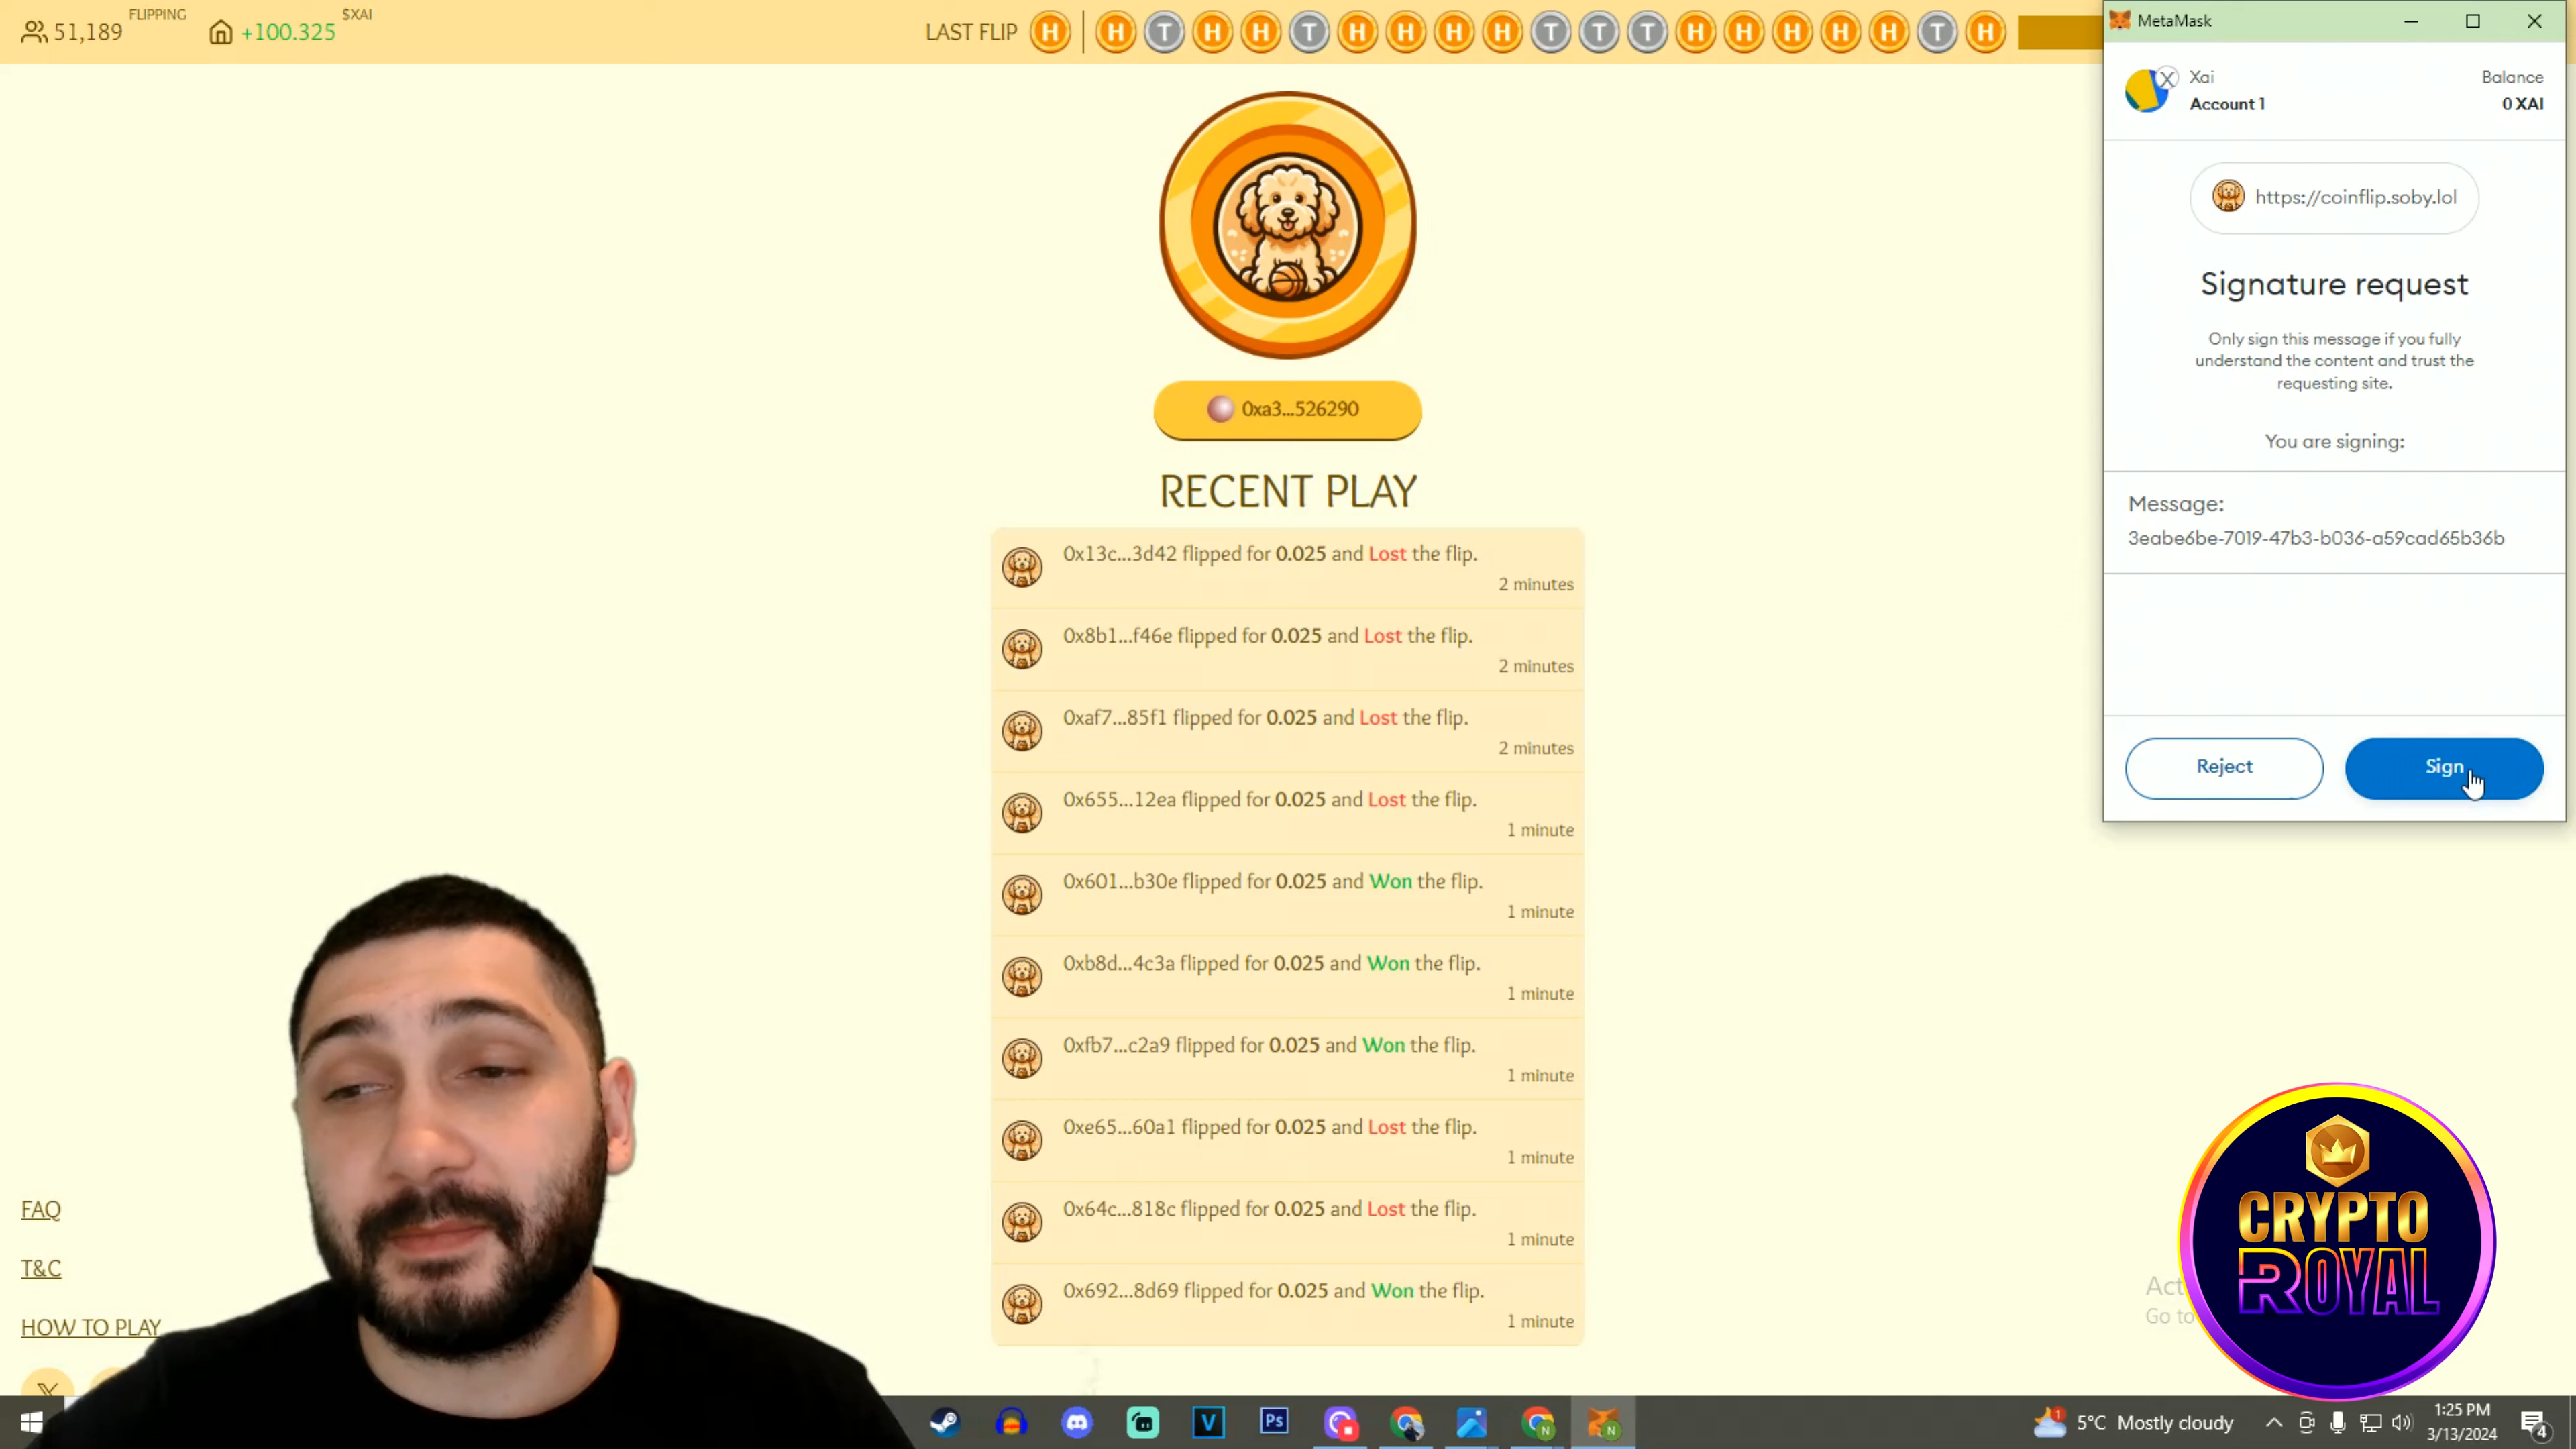 51,189
FLIPPING
+100.325
$XAI
LAST FLIP H H T H H T H H H H T T T H H H H H T H
0xa3...526290
RECENT PLAY
0x13c...3d42 flipped for 0.025 and Lost the flip.
2 minutes
0x8b1...f46e flipped for 0.025 and Lost the flip.
2 minutes
0xaf7...85f1 flipped for 0.025 and Lost the flip.
2 minutes
0x655...12ea flipped for 0.025 and Lost the flip.
1 minute
0x601...b30e flipped for 0.025 and Won the flip.
1 minute
0xb8d...4c3a flipped for 0.025 and Won the flip.
1 minute
0xfb7...c2a9 flipped for 0.025 and Won the flip.
1 minute
0xe65...60a1 flipped for 0.025 and Lost the flip.
1 minute
0x64c...818c flipped for 0.025 and Lost the flip.
1 minute
0x692...8d69 flipped for 0.025 and Won the flip.
1 minute
FAQ
T&C
HOW TO PLAY
MetaMask
X
Xai
Account 1
Balance
0 XAI
https://coinflip.soby.lol
Signature request
Only sign this message if you fully
understand the content and trust the
requesting site.
You are signing:
Message:
3eabe6be-7019-47b3-b036-a59cad65b36b
Reject
Sign
CRYPTO
ROYAL
Act
Go to
V
Ps
N
N
1
5°C Mostly cloudy
1:25 PM
3/13/2024
4